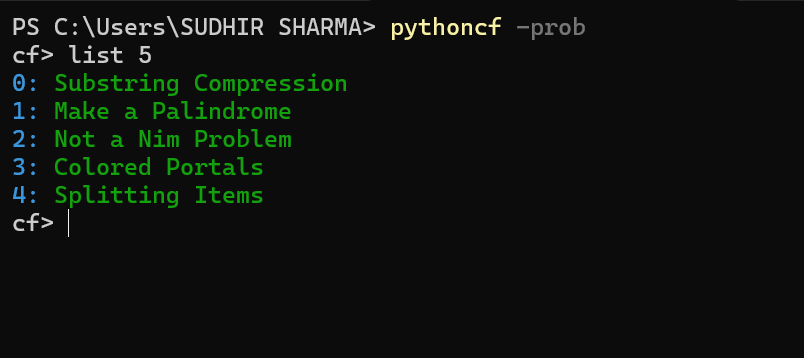 PS C:\Users\SUDHIR SHARMA> pythoncf -prob
cf> list 5
0: Substring Compression
1: Make a Palindrome
2: Not a Nim Problem
3: Colored Portals
4: Splitting Items
cf>